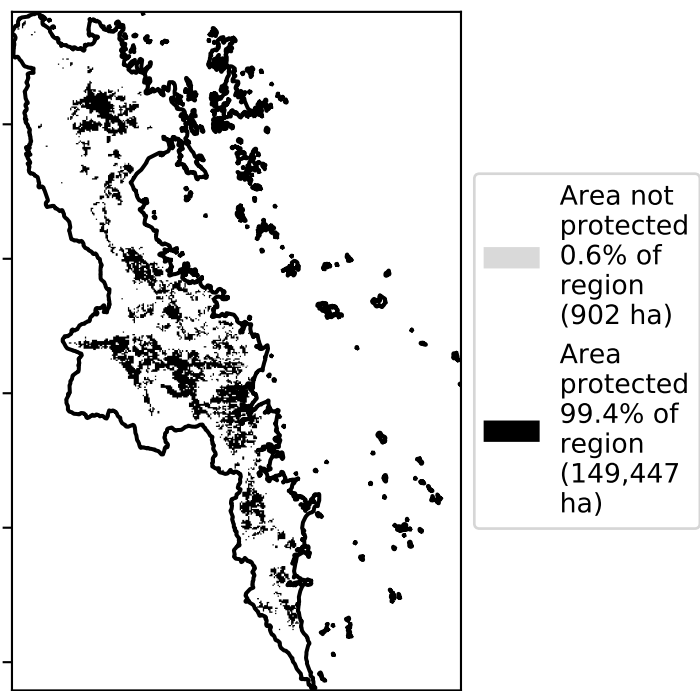 Area not
protected
0.6% of
region
(902 ha)
Area
protected
99.4% of
region
(149,447
ha)